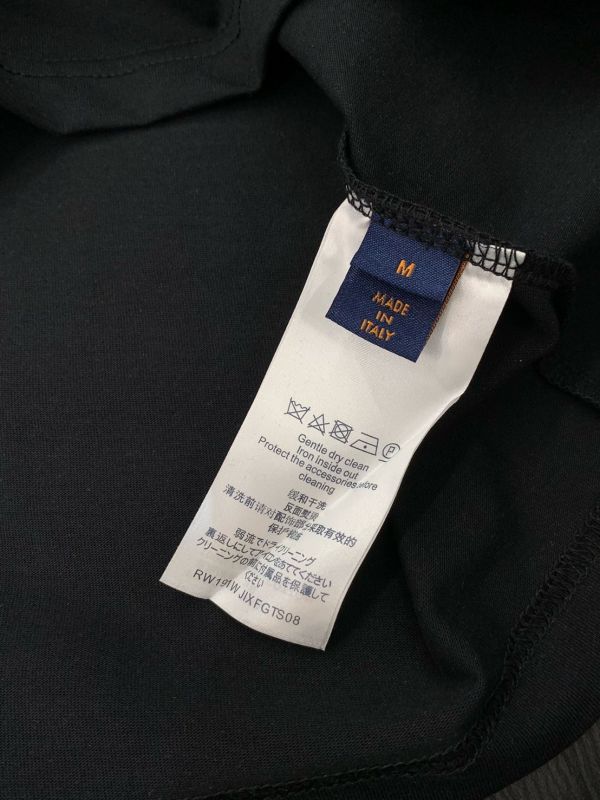 M
MADE
IN
ITALY
Gentle dry clean
Iron inside out
Protect the accessories before
cleaning
缓和干洗
反面熨烫
清洗前请对配饰部采取有效的
保护措施
弱流でドライクリーニング
裏返しにしてアイロンをあててください
クリーニングの前に付属品を保護して
ください
RW191WJIXFGTS08